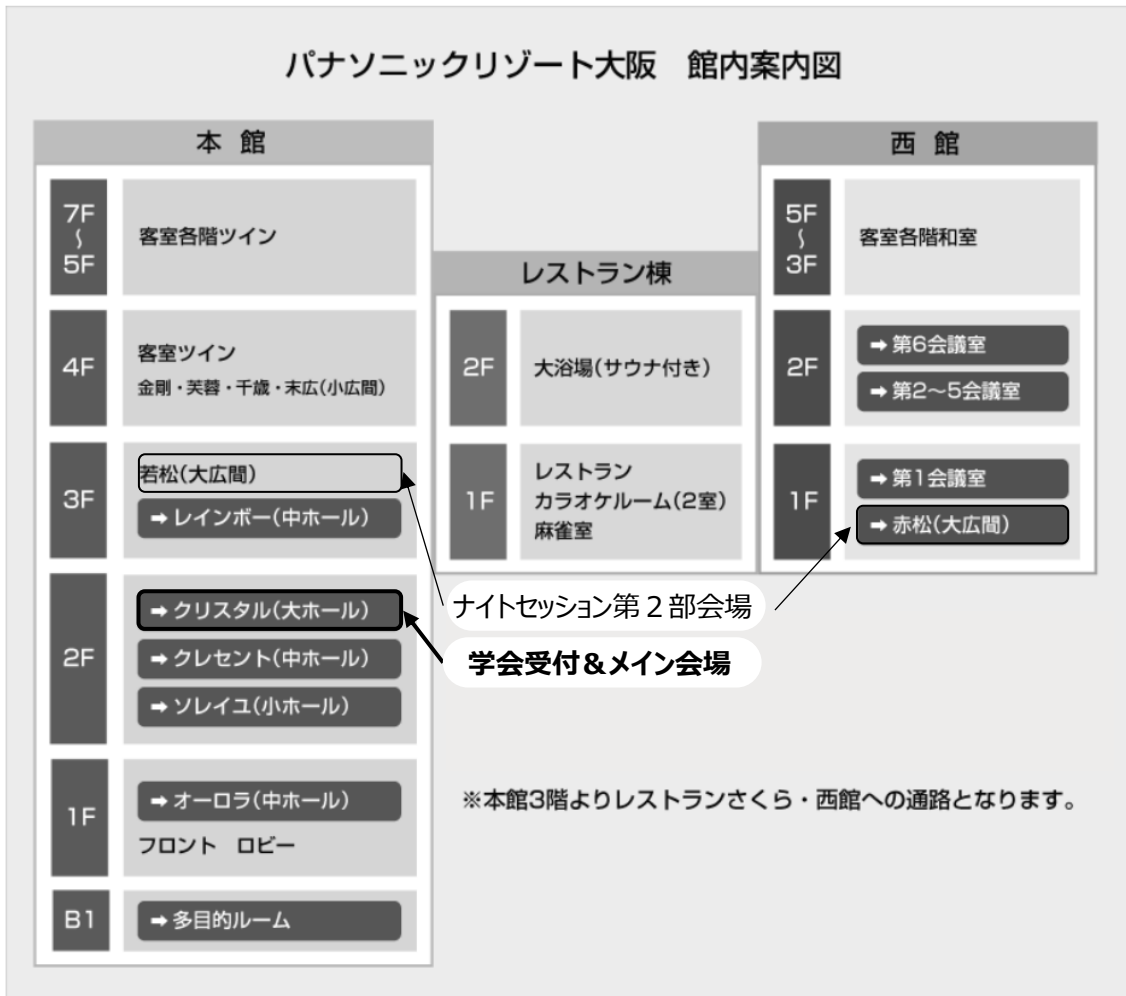 パナソニックリゾート大阪　館内案内図
本 館
7F
〜
5F
客室各階ツイン
4F
客室ツイン
金剛・芙蓉・千歳・末広(小広間)
3F
若松(大広間)
➡レインボー(中ホール)
2F
➡クリスタル(大ホール)
➡クレセント(中ホール)
➡ソレイユ(小ホール)
1F
➡オーロラ(中ホール)
フロント　ロビー
B1
➡多目的ルーム
レストラン棟
2F
大浴場(サウナ付き)
1F
レストラン
カラオケルーム(2室)
麻雀室
西 館
5F
〜
3F
客室各階和室
2F
➡第6会議室
➡第2〜5会議室
1F
➡第1会議室
➡赤松(大広間)
ナイトセッション第２部会場
学会受付&メイン会場
※本館3階よりレストランさくら・西館への通路となります。